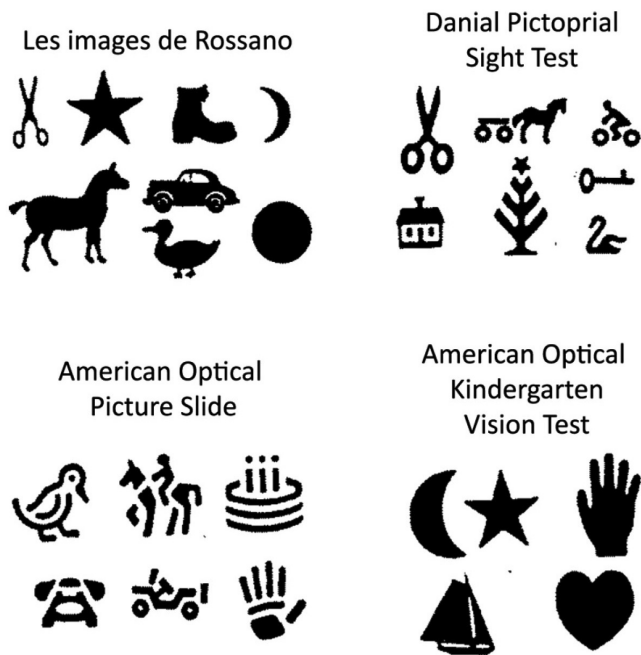 Les images de Rossano
Danial Pictoprial
Sight Test
American Optical
Picture Slide
American Optical
Kindergarten
Vision Test